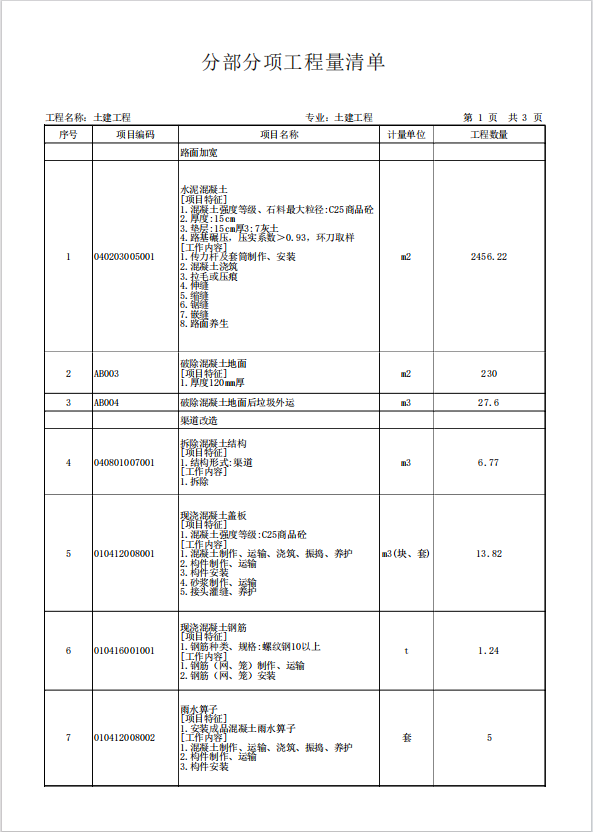 分部分项工程量清单
工程名称: 土建工程 专业: 土建工程 第 1 页 共 3 页
序号 项目编码 项目名称 计量单位 工程数量
路面加宽
1 040203005001 水泥混凝土 m2 2456.22
[项目特征]
1.混凝土强度等级、石料最大粒径:C25商品砼
2.厚度:15cm
3.垫层:15cm厚3:7灰土
4.路基碾压, 压实系数＞0.93, 环刀取样
[工作内容]
1.传力杆及套筒制作、安装
2.混凝土浇筑
3.拉毛或压痕
4.伸缝
5.缩缝
6.锯缝
7.嵌缝
8.路面养生
2 AB003 破除混凝土地面 m2 230
[项目特征]
1.厚度120mm厚
3 AB004 破除混凝土地面后垃圾外运 m3 27.6
渠道改造
4 040801007001 拆除混凝土结构 m3 6.77
[项目特征]
1.结构形式:渠道
[工作内容]
1.拆除
5 010412008001 现浇混凝土盖板 m3(块、套) 13.82
[项目特征]
1.混凝土强度等级:C25商品砼
[工作内容]
1.混凝土制作、运输、浇筑、振捣、养护
2.构件制作、运输
3.构件安装
4.砂浆制作、运输
5.接头灌缝、养护
6 010416001001 现浇混凝土钢筋 t 1.24
[项目特征]
1.钢筋种类、规格:螺纹钢10以上
[工作内容]
1.钢筋（网、笼）制作、运输
2.钢筋（网、笼）安装
7 010412008002 雨水箅子 套 5
[项目特征]
1.安装成品混凝土雨水箅子
[工作内容]
1.混凝土制作、运输、浇筑、振捣、养护
2.构件制作、运输
3.构件安装